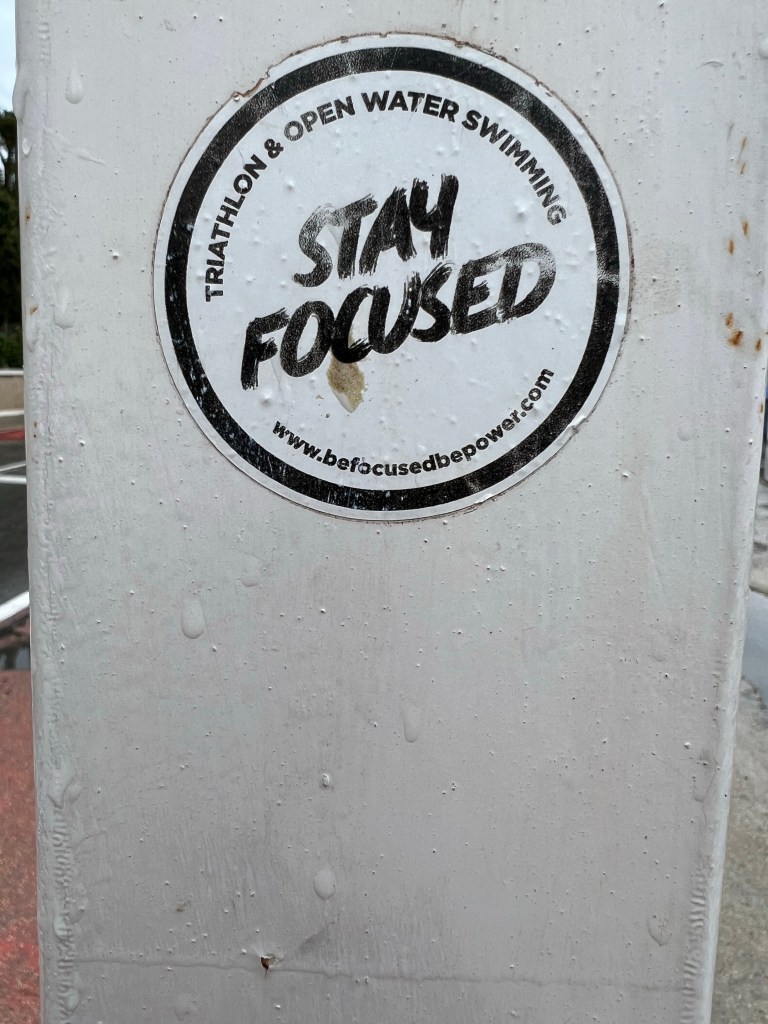 TRIATHLON & OPEN WATER SWIMMING
STAY
FOCUSED
www.befocusedbepower.com